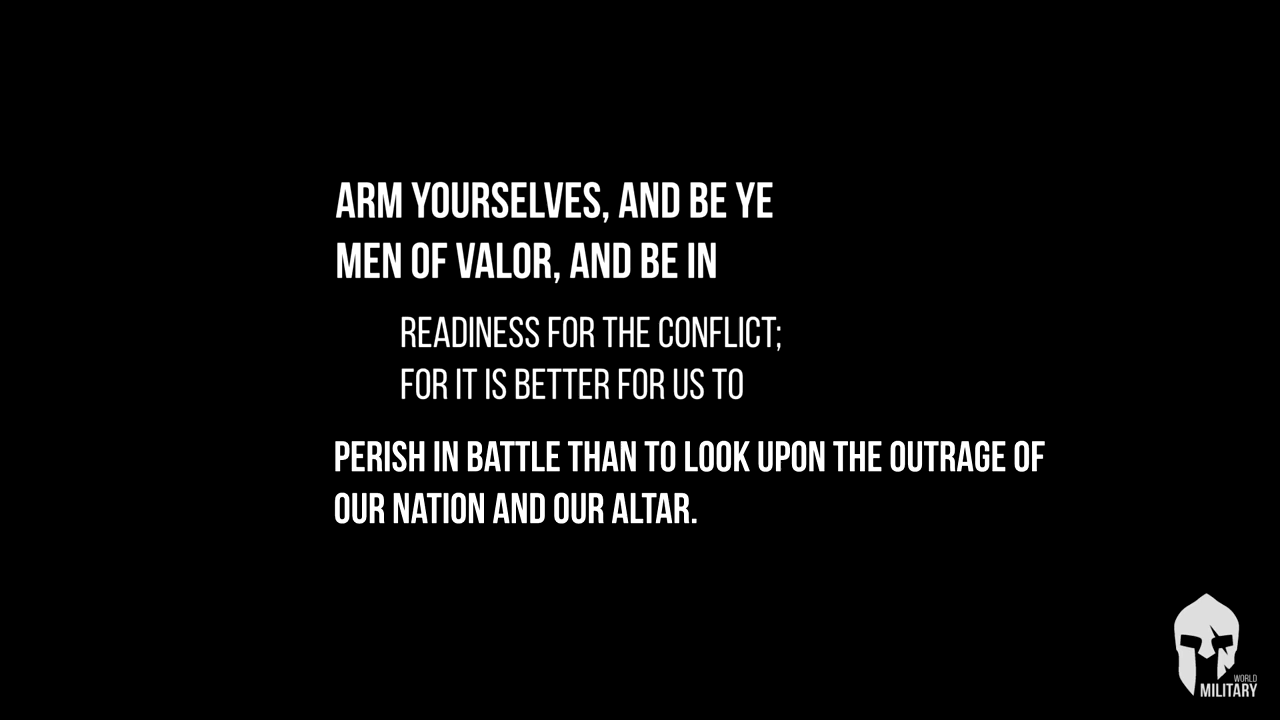 ARM YOURSELVES, AND BE YE
MEN OF VALOR, AND BE IN
READINESS FOR THE CONFLICT;
FOR IT IS BETTER FOR US TO
PERISH IN BATTLE THAN TO LOOK UPON THE OUTRAGE OF
OUR NATION AND OUR ALTAR.
WORLD
MILITARY